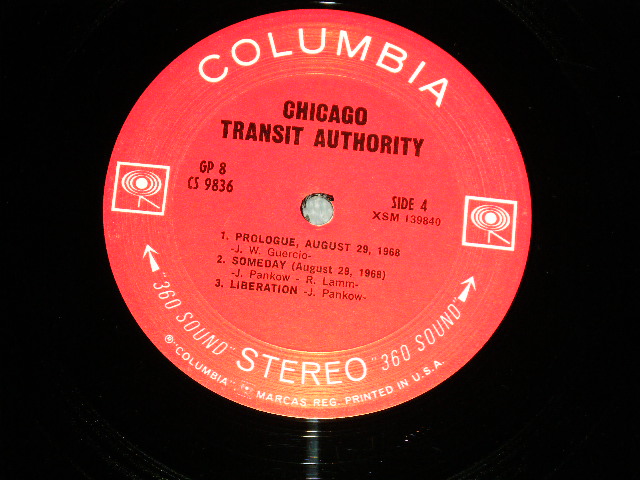 COLUMBIA
CHICAGO
TRANSIT AUTHORITY
GP 8
CS 9836
SIDE 4
XSM 139840
1. PROLOGUE, AUGUST 29, 1968
-J. W. Guercio-
2. SOMEDAY (August 29, 1968)
-J. Pankow - R. Lamm-
3. LIBERATION -J. Pankow-
"360 SOUND" STEREO "360 SOUND"
®"COLUMBIA", MARCAS REG. PRINTED IN U.S.A.